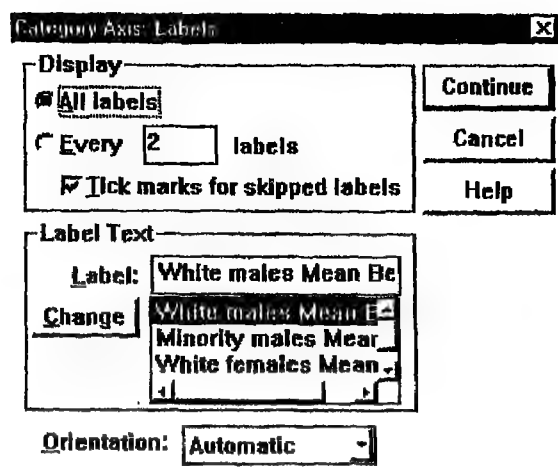 Category Axis: Labels
Display
All labels
Every 2 labels
Tick marks for skipped labels
Continue
Cancel
Help
Label Text
Label: White males Mean Be
Change
White males Mean B
Minority males Mear
White females Mean
Orientation: Automatic